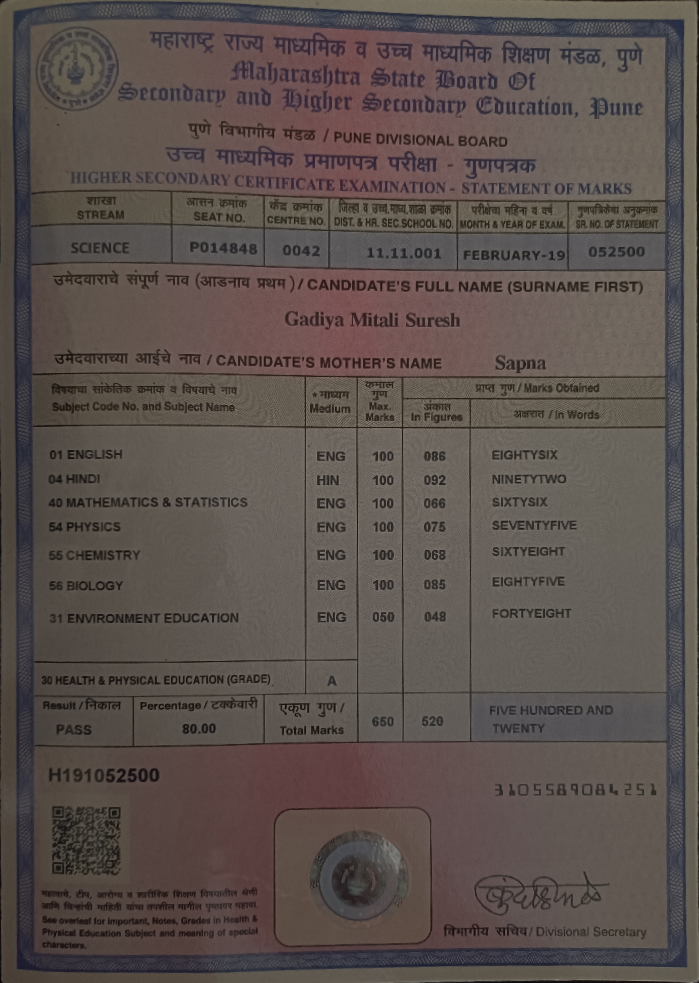 महाराष्ट्र राज्य माध्यमिक व उच्च माध्यमिक शिक्षण मंडळ, पुणे
Maharashtra State Board Of
Secondary and Higher Secondary Education, Pune
पुणे विभागीय मंडळ / PUNE DIVISIONAL BOARD
उच्च माध्यमिक प्रमाणपत्र परीक्षा - गुणपत्रक
HIGHER SECONDARY CERTIFICATE EXAMINATION - STATEMENT OF MARKS
शाखा आसन क्रमांक केंद्र क्रमांक जिल्हा व उच्च.माध्य.शाळा क्रमांक परीक्षेचा महिना व वर्ष गुणपत्रिकेचा अनुक्रमांक
STREAM SEAT NO. CENTRE NO. DIST. & HR. SEC.SCHOOL NO. MONTH & YEAR OF EXAM. SR. NO. OF STATEMENT
SCIENCE P014848 0042 11.11.001 FEBRUARY-19 052500
उमेदवाराचे संपूर्ण नाव (आडनाव प्रथम) / CANDIDATE'S FULL NAME (SURNAME FIRST)
Gadiya Mitali Suresh
उमेदवाराच्या आईचे नाव / CANDIDATE'S MOTHER'S NAME Sapna
विषयाचा सांकेतिक क्रमांक व विषयाचे नाव
Subject Code No. and Subject Name
* माध्यम
Medium
कमाल
गुण
Max.
Marks
प्राप्त गुण / Marks Obtained
अंकात
In Figures
अक्षरात / In Words
01 ENGLISH ENG 100 086 EIGHTYSIX
04 HINDI HIN 100 092 NINETYTWO
40 MATHEMATICS & STATISTICS ENG 100 066 SIXTYSIX
54 PHYSICS ENG 100 075 SEVENTYFIVE
55 CHEMISTRY ENG 100 068 SIXTYEIGHT
56 BIOLOGY ENG 100 085 EIGHTYFIVE
31 ENVIRONMENT EDUCATION ENG 050 048 FORTYEIGHT
30 HEALTH & PHYSICAL EDUCATION (GRADE) A
Result / निकाल Percentage / टक्केवारी एकूण गुण /
PASS 80.00 Total Marks 650 520 FIVE HUNDRED AND
TWENTY
H191052500
3105589084251
महत्वाचे, टीप, आरोग्य व शारीरिक शिक्षण विषयातील श्रेणी
आणि चिन्हांची माहिती यांचा तपशील मागील पृष्ठावर पहावा.
See overleaf for Important, Notes, Grades in Health &
Physical Education Subject and meaning of special
characters.
विभागीय सचिव / Divisional Secretary